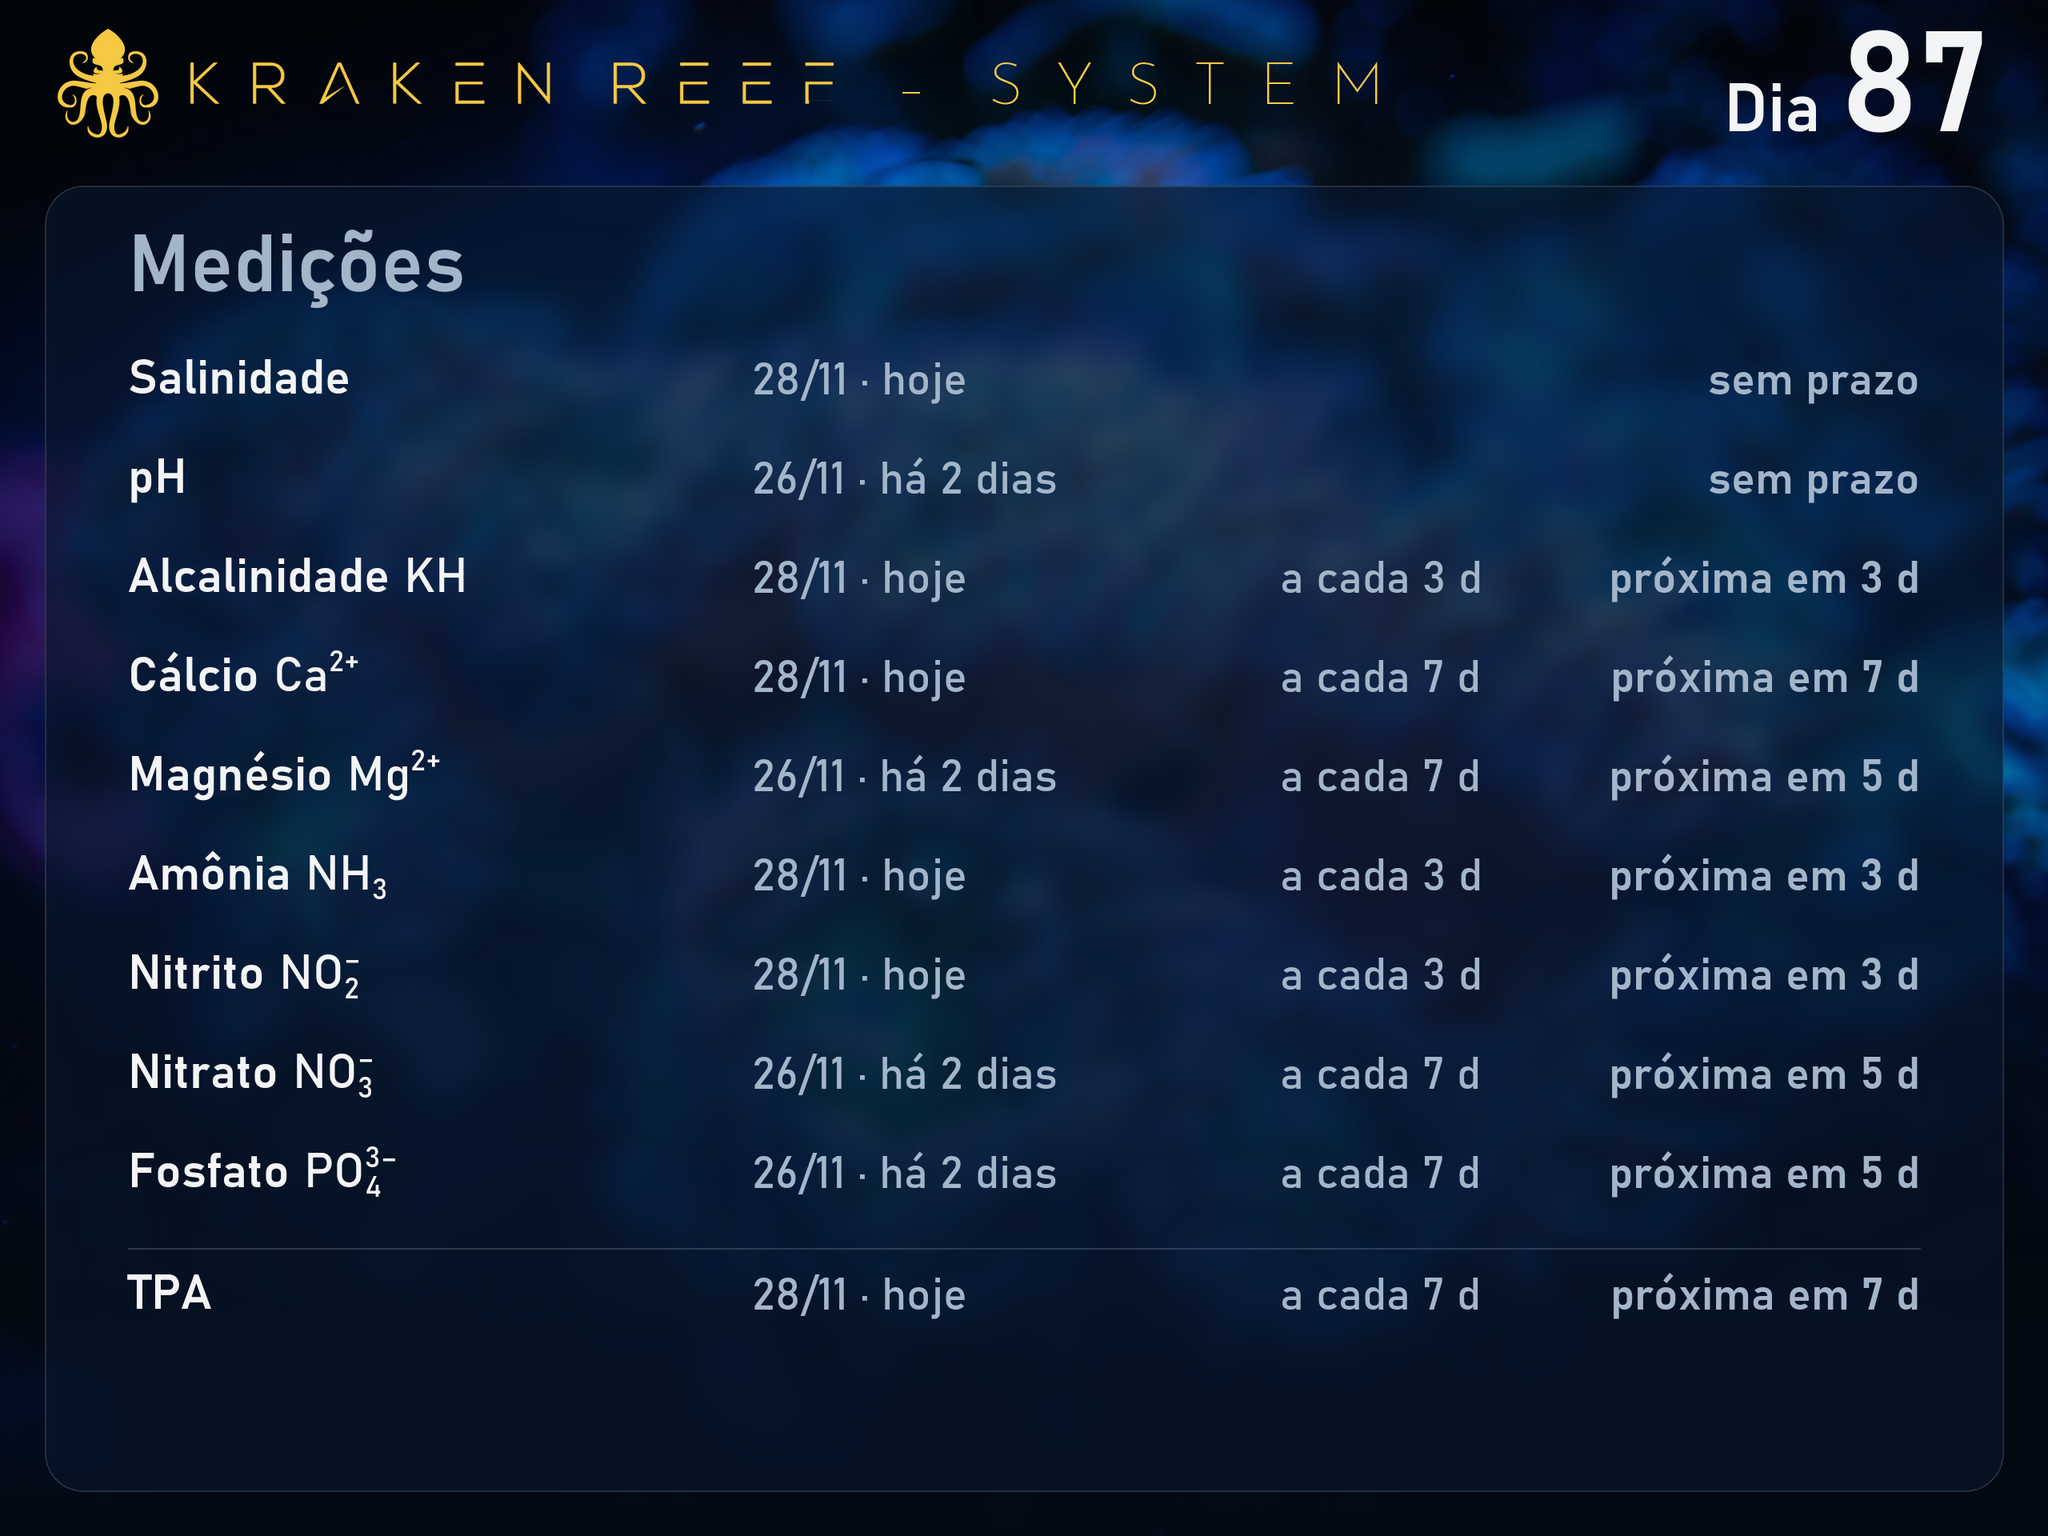 KRAKEN REEF - SYSTEM
Dia 87
Medições
Salinidade 28/11 · hoje sem prazo
pH 26/11 · há 2 dias sem prazo
Alcalinidade KH 28/11 · hoje a cada 3 d próxima em 3 d
Cálcio Ca²⁺ 28/11 · hoje a cada 7 d próxima em 7 d
Magnésio Mg²⁺ 26/11 · há 2 dias a cada 7 d próxima em 5 d
Amônia NH₃ 28/11 · hoje a cada 3 d próxima em 3 d
Nitrito NO₂⁻ 28/11 · hoje a cada 3 d próxima em 3 d
Nitrato NO₃⁻ 26/11 · há 2 dias a cada 7 d próxima em 5 d
Fosfato PO₄³⁻ 26/11 · há 2 dias a cada 7 d próxima em 5 d
TPA 28/11 · hoje a cada 7 d próxima em 7 d